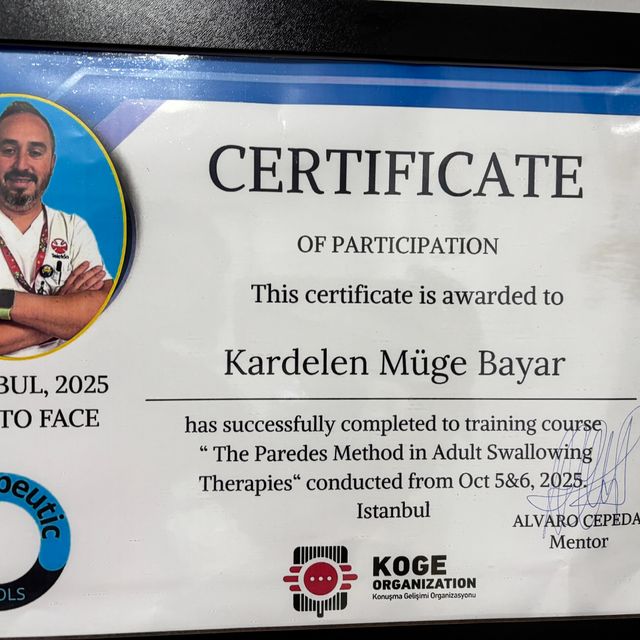 CERTIFICATE
OF PARTICIPATION
This certificate is awarded to
Kardelen Müge Bayar
BUL, 2025
TO FACE
has successfully completed to training course
“ The Paredes Method in Adult Swallowing
Therapies“ conducted from Oct 5&6, 2025.
Istanbul
ALVARO CEPEDA
Mentor
peutic
OLS
KOGE
ORGANIZATION
Konuşma Gelişimi Organizasyonu